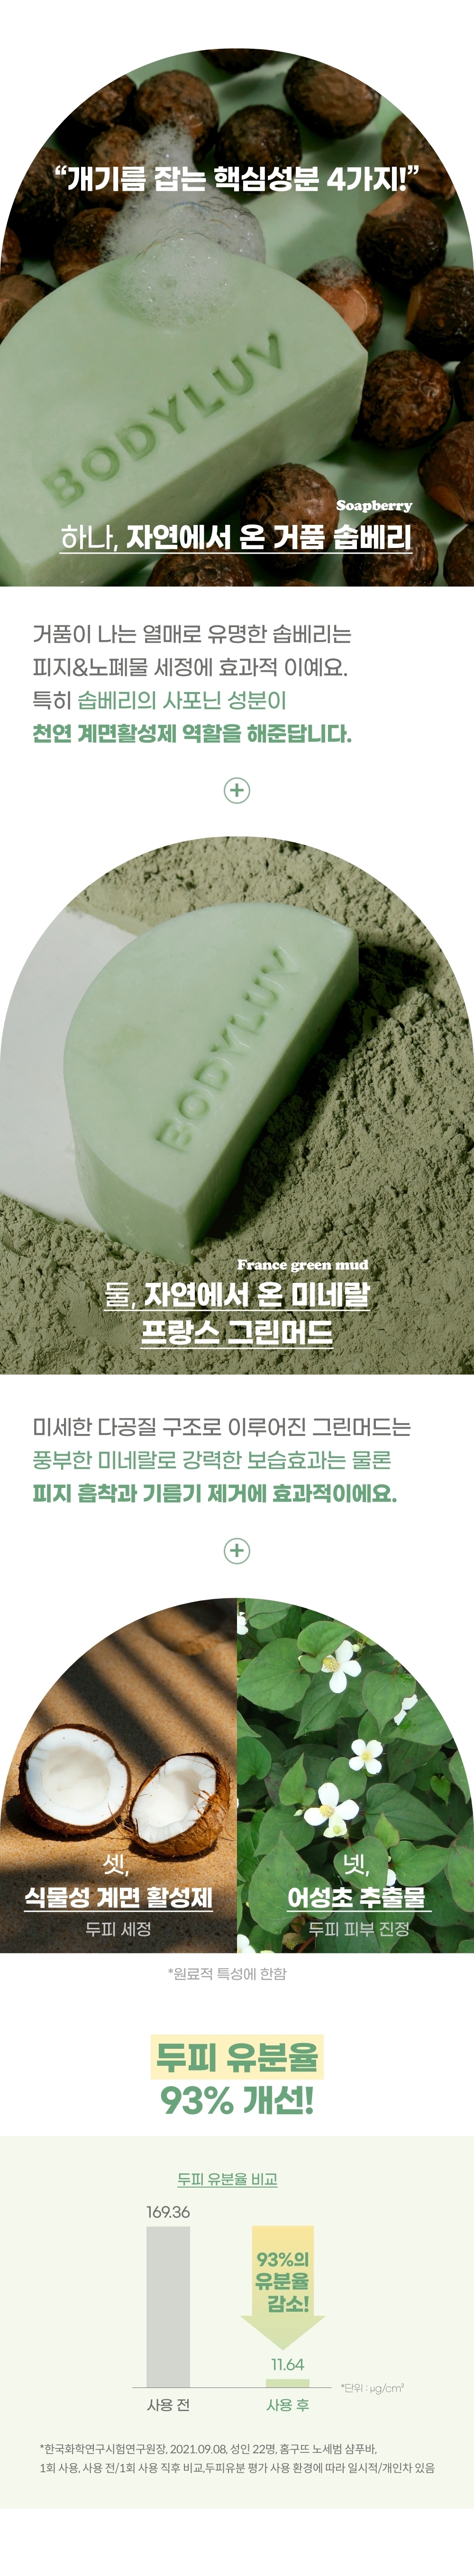 “개기름 잡는 핵심성분 4가지!”
BODYLUV
Soapberry
하나, 자연에서 온 거품 솝베리
거품이 나는 열매로 유명한 솝베리는
피지&노폐물 세정에 효과적 이예요.
특히 솝베리의 사포닌 성분이
천연 계면활성제 역할을 해준답니다.
+
BODYLUV
France green mud
둘, 자연에서 온 미네랄
프랑스 그린머드
미세한 다공질 구조로 이루어진 그린머드는
풍부한 미네랄로 강력한 보습효과는 물론
피지 흡착과 기름기 제거에 효과적이에요.
+
셋,
식물성 계면 활성제
두피 세정
넷,
어성초 추출물
두피 피부 진정
*원료적 특성에 한함
두피 유분율
93% 개선!
두피 유분율 비교
169.36
93%의
유분율
감소!
11.64
*단위 : μg/cm²
사용 전
사용 후
*한국화학연구시험연구원장, 2021.09.08, 성인 22명, 홈구뜨 노세범 샴푸바,
1회 사용, 사용 전/1회 사용 직후 비교,두피유분 평가 사용 환경에 따라 일시적/개인차 있음